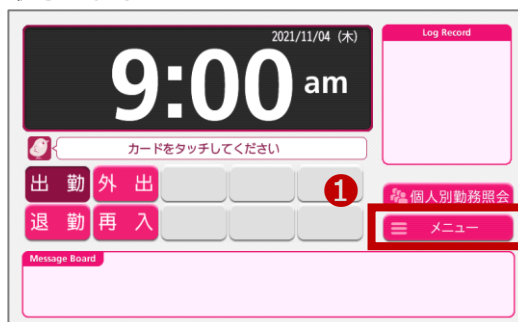 2021/11/04 (木)
9:00 am
Log Record
カードをタッチしてください
出 勤
外 出
退 勤
再 入
1
個人別勤務照会
メニュー
Message Board